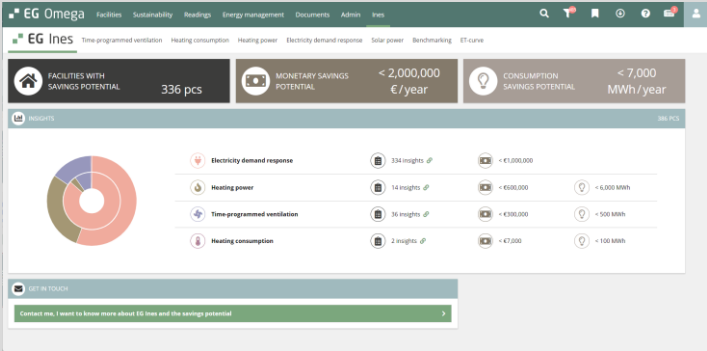 EG Omega Facilities Sustainability Readings Energy management Documents Admin Ines
EG Ines Time-programmed ventilation Heating consumption Heating power Electricity demand response Solar power Benchmarking ET-curve
FACILITIES WITH
SAVINGS POTENTIAL
336 pcs
MONETARY SAVINGS
POTENTIAL
< 2,000,000
€/year
CONSUMPTION
SAVINGS POTENTIAL
< 7,000
MWh/year
INSIGHTS 386 PCS
Electricity demand response 334 insights < €1,000,000
Heating power 14 insights < €600,000 < 6,000 MWh
Time-programmed ventilation 36 insights < €300,000 < 500 MWh
Heating consumption 2 insights < €7,000 < 100 MWh
GET IN TOUCH
Contact me, I want to know more about EG Ines and the savings potential